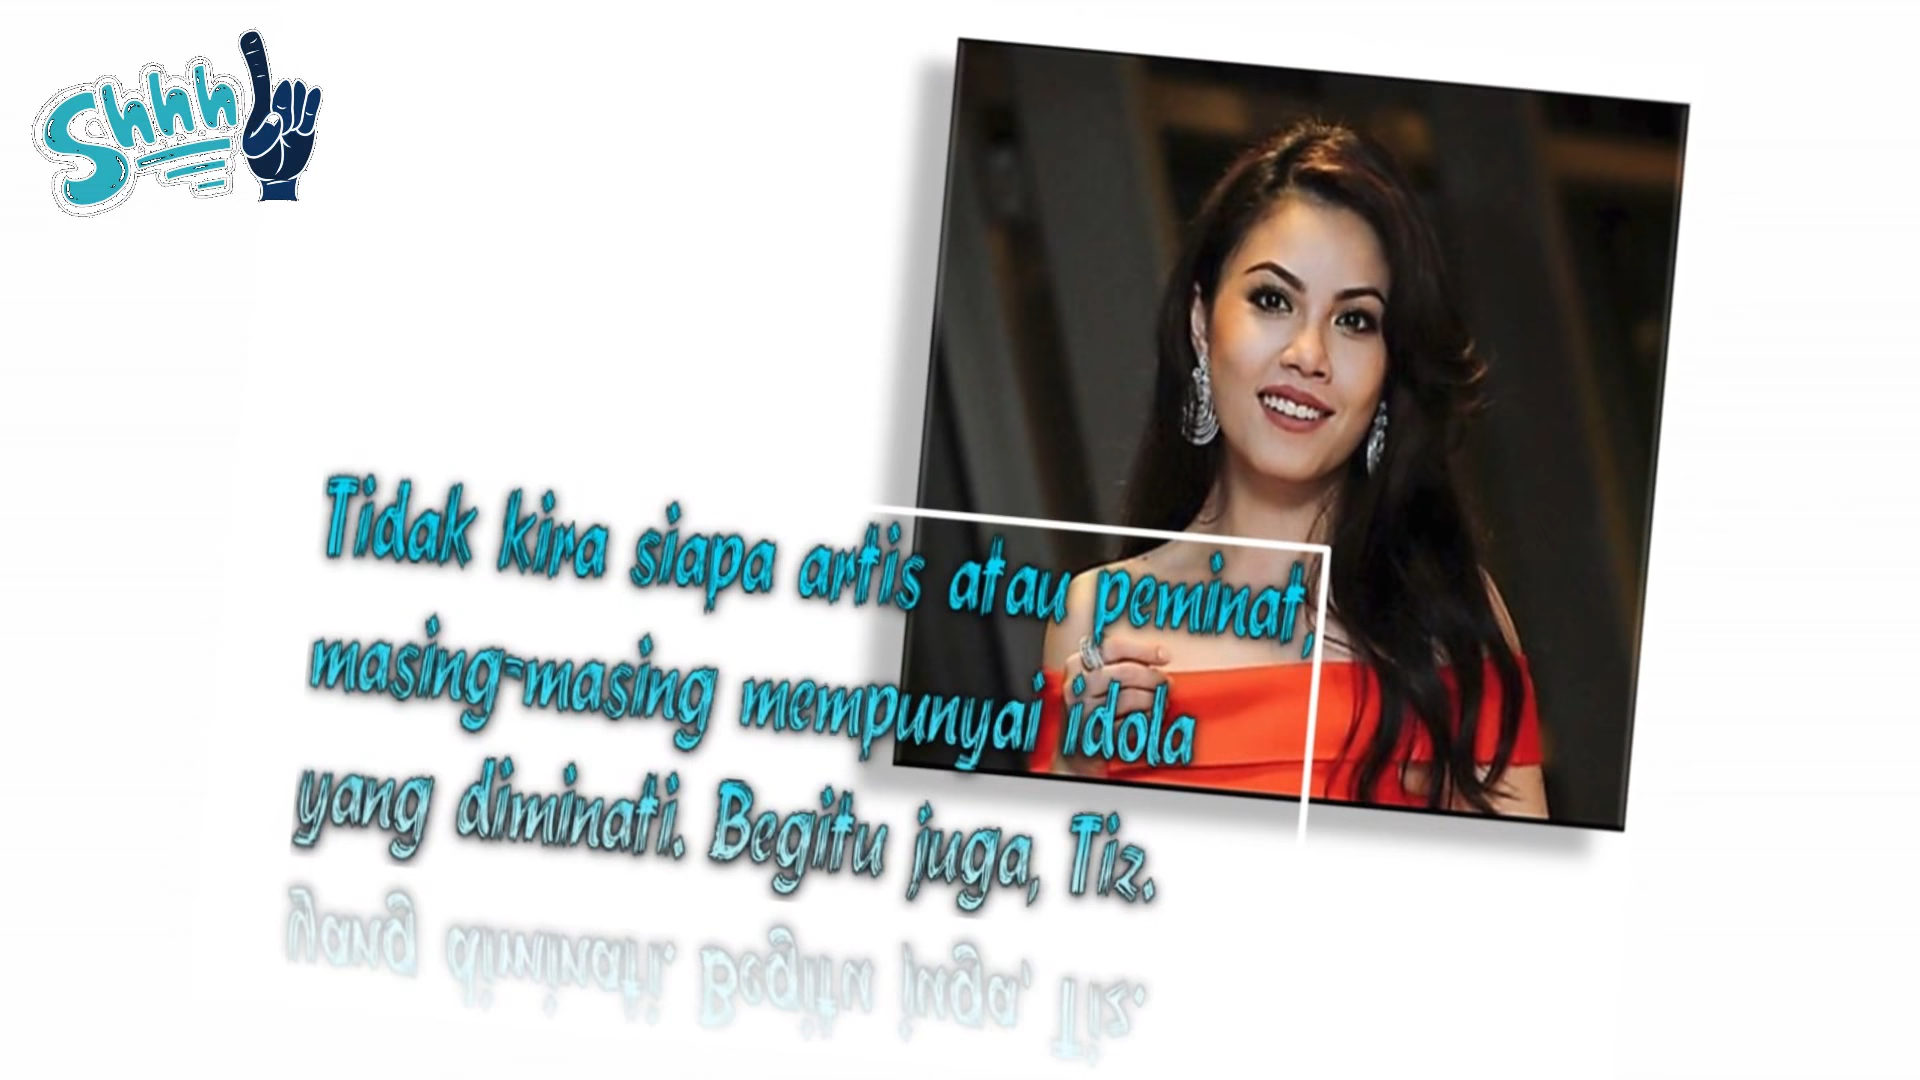 Shhh
Tidak kira siapa artis atau peminat,
masing-masing mempunyai idola
yang diminati. Begitu juga, Tiz.